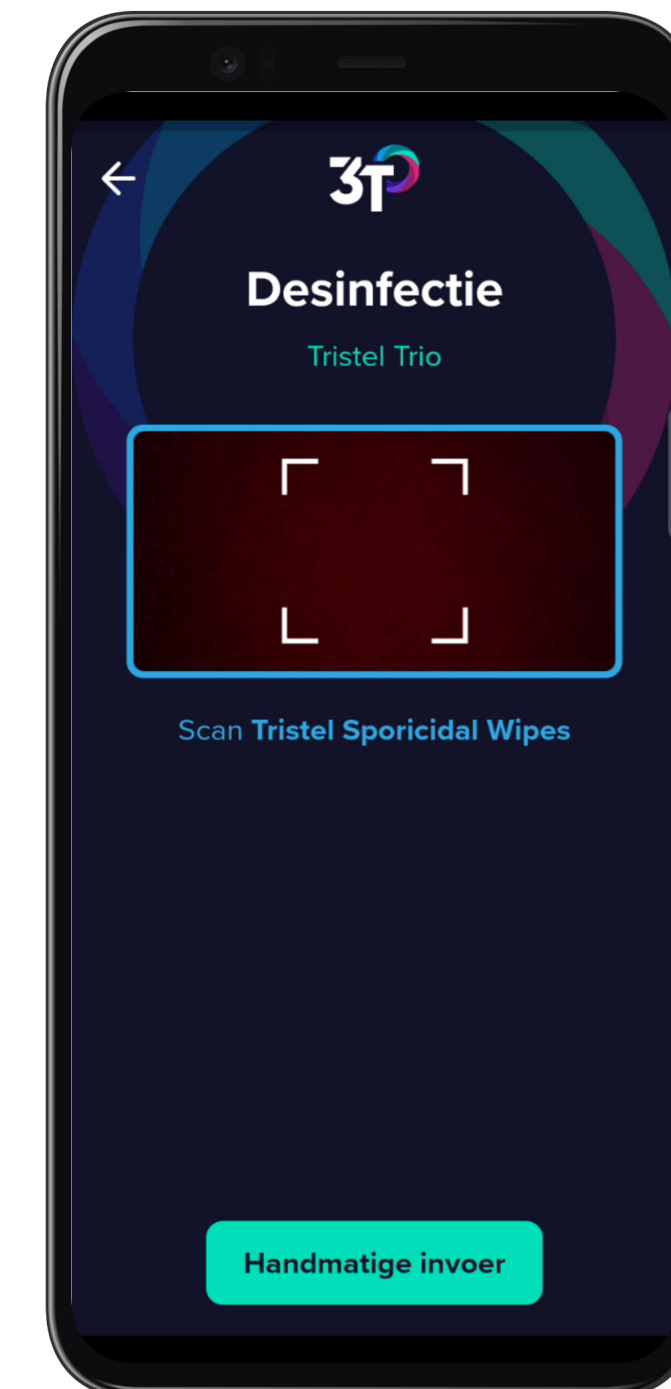 3T
Desinfectie
Tristel Trio
Scan Tristel Sporicidal Wipes
Handmatige invoer